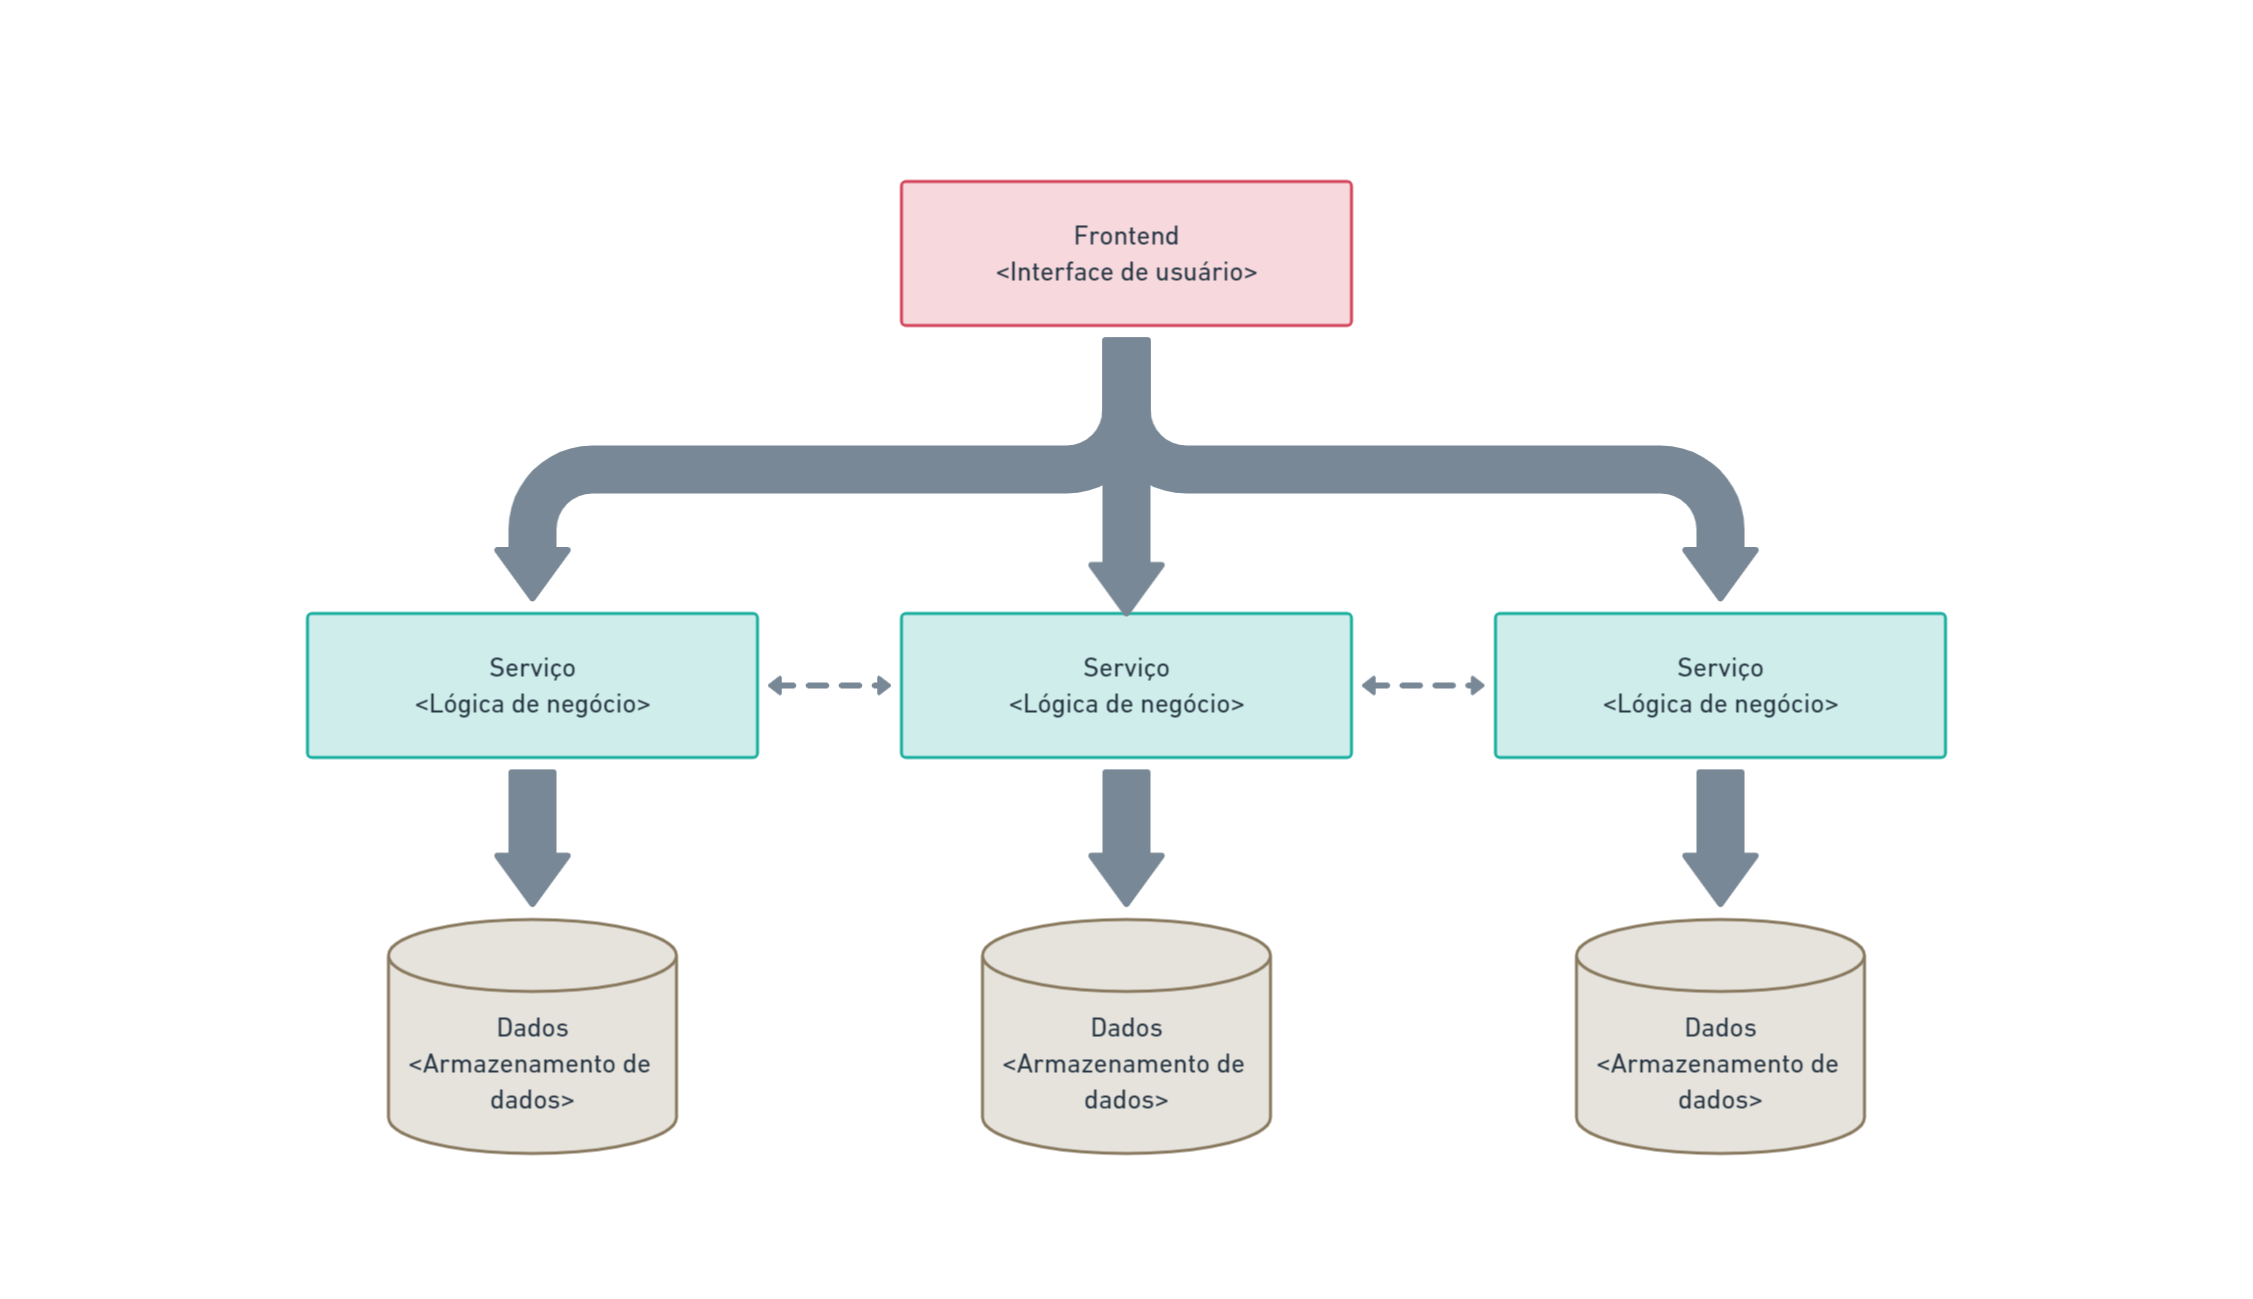 Frontend
<Interface de usuário>
Serviço
<Lógica de negócio>
Serviço
<Lógica de negócio>
Serviço
<Lógica de negócio>
Dados
<Armazenamento de
dados>
Dados
<Armazenamento de
dados>
Dados
<Armazenamento de
dados>